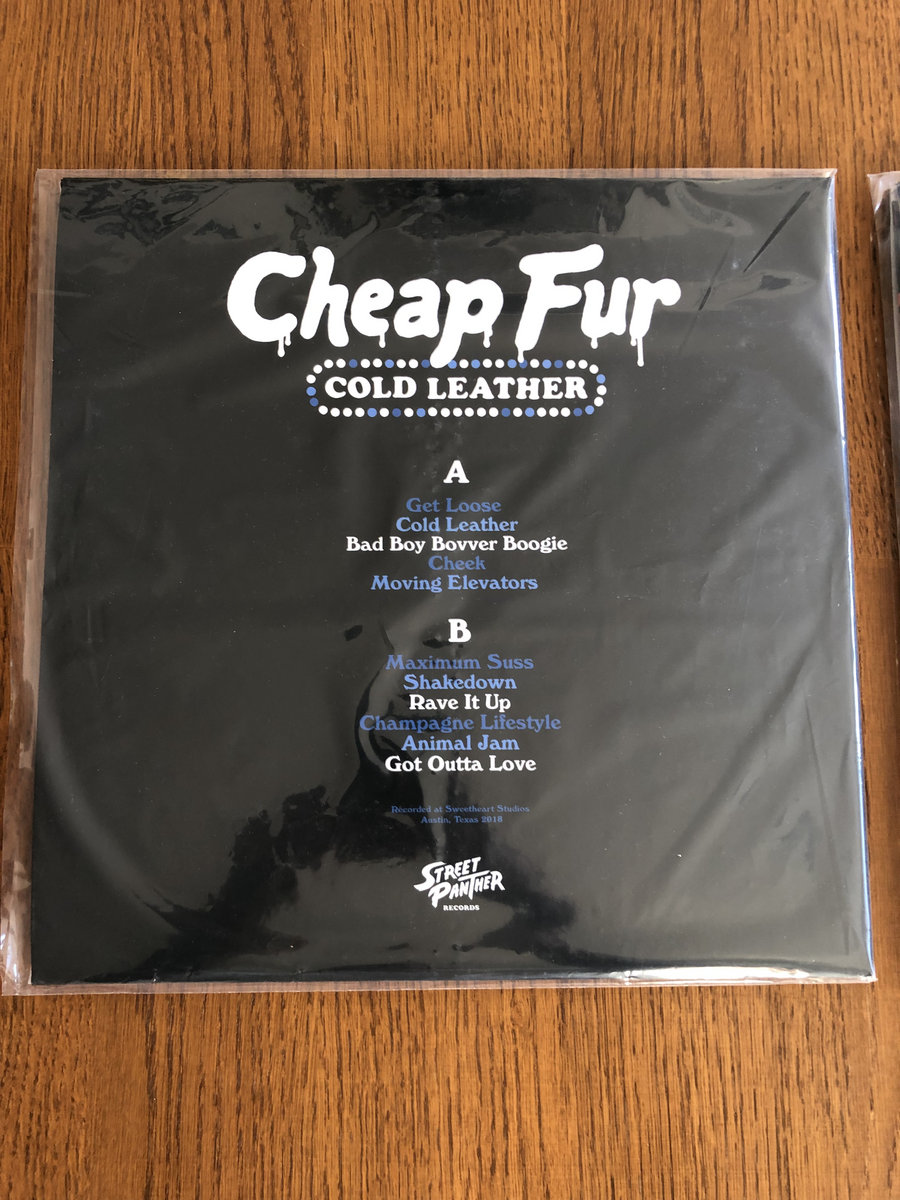 Cheap Fur
COLD LEATHER
A
Get Loose
Cold Leather
Bad Boy Bovver Boogie
Cheek
Moving Elevators
B
Maximum Suss
Shakedown
Rave It Up
Champagne Lifestyle
Animal Jam
Got Outta Love
Recorded at Sweetheart Studios
Austin, Texas 2018
STREET
PANTHER
RECORDS